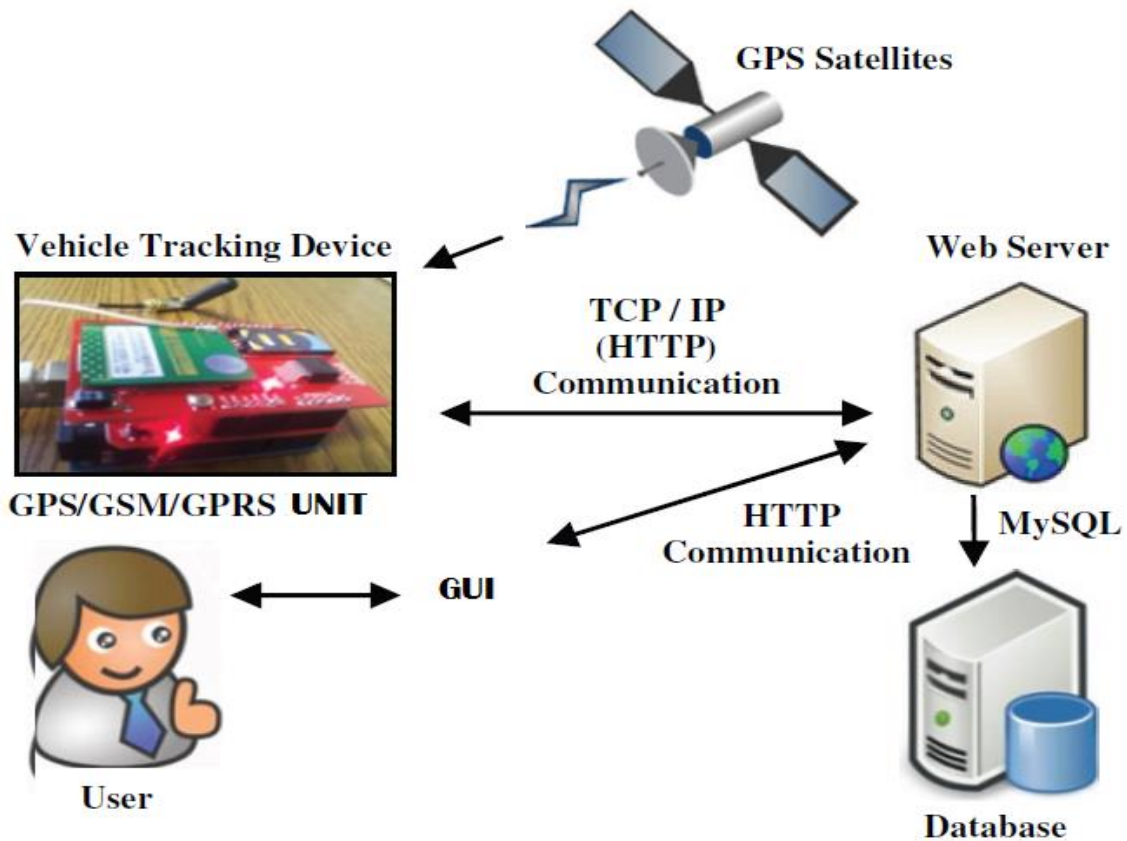 GPS Satellites
Vehicle Tracking Device
Web Server
TCP / IP
(HTTP)
Communication
GPS/GSM/GPRS UNIT
HTTP
Communication
MySQL
GUI
User
Database